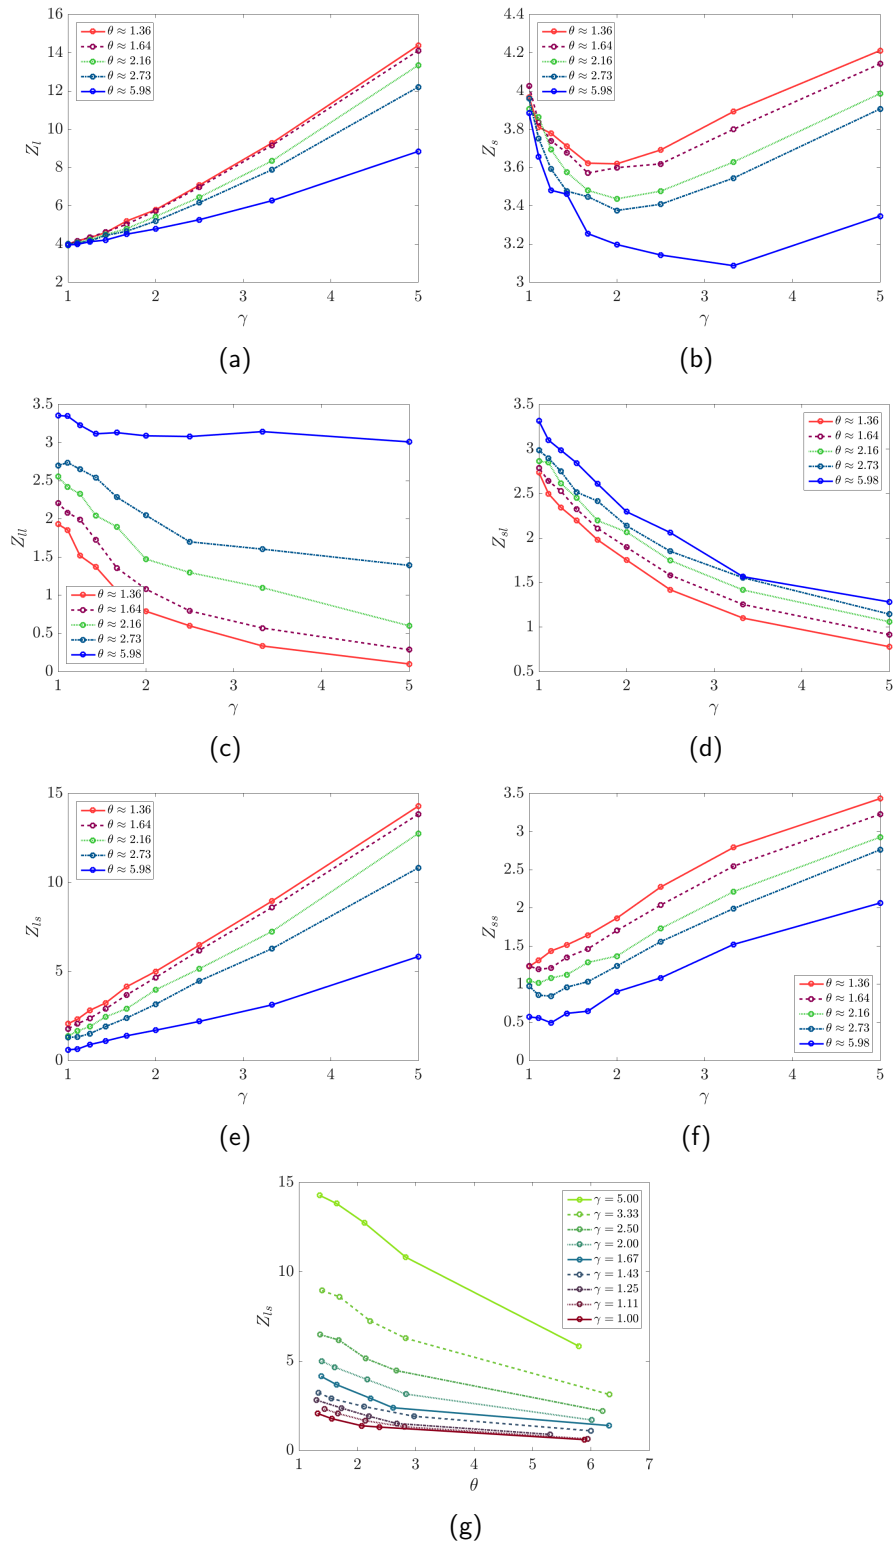 16
14
12
10
8
6
4
2
Z_l
θ ≈ 1.36
θ ≈ 1.64
θ ≈ 2.16
θ ≈ 2.73
θ ≈ 5.98
1 2 3 4 5
γ
(a)
4.4
4.2
4
3.8
3.6
3.4
3.2
3
Z_s
θ ≈ 1.36
θ ≈ 1.64
θ ≈ 2.16
θ ≈ 2.73
θ ≈ 5.98
1 2 3 4 5
γ
(b)
3.5
3
2.5
2
1.5
1
0.5
0
Z_ll
θ ≈ 1.36
θ ≈ 1.64
θ ≈ 2.16
θ ≈ 2.73
θ ≈ 5.98
1 2 3 4 5
γ
(c)
3.5
3
2.5
2
1.5
1
0.5
Z_sl
θ ≈ 1.36
θ ≈ 1.64
θ ≈ 2.16
θ ≈ 2.73
θ ≈ 5.98
1 2 3 4 5
γ
(d)
15
10
5
0
Z_ls
θ ≈ 1.36
θ ≈ 1.64
θ ≈ 2.16
θ ≈ 2.73
θ ≈ 5.98
1 2 3 4 5
γ
(e)
3.5
3
2.5
2
1.5
1
0.5
0
Z_ss
θ ≈ 1.36
θ ≈ 1.64
θ ≈ 2.16
θ ≈ 2.73
θ ≈ 5.98
1 2 3 4 5
γ
(f)
15
10
5
0
Z_ls
γ = 5.00
γ = 3.33
γ = 2.50
γ = 2.00
γ = 1.67
γ = 1.43
γ = 1.25
γ = 1.11
γ = 1.00
1 2 3 4 5 6 7
θ
(g)